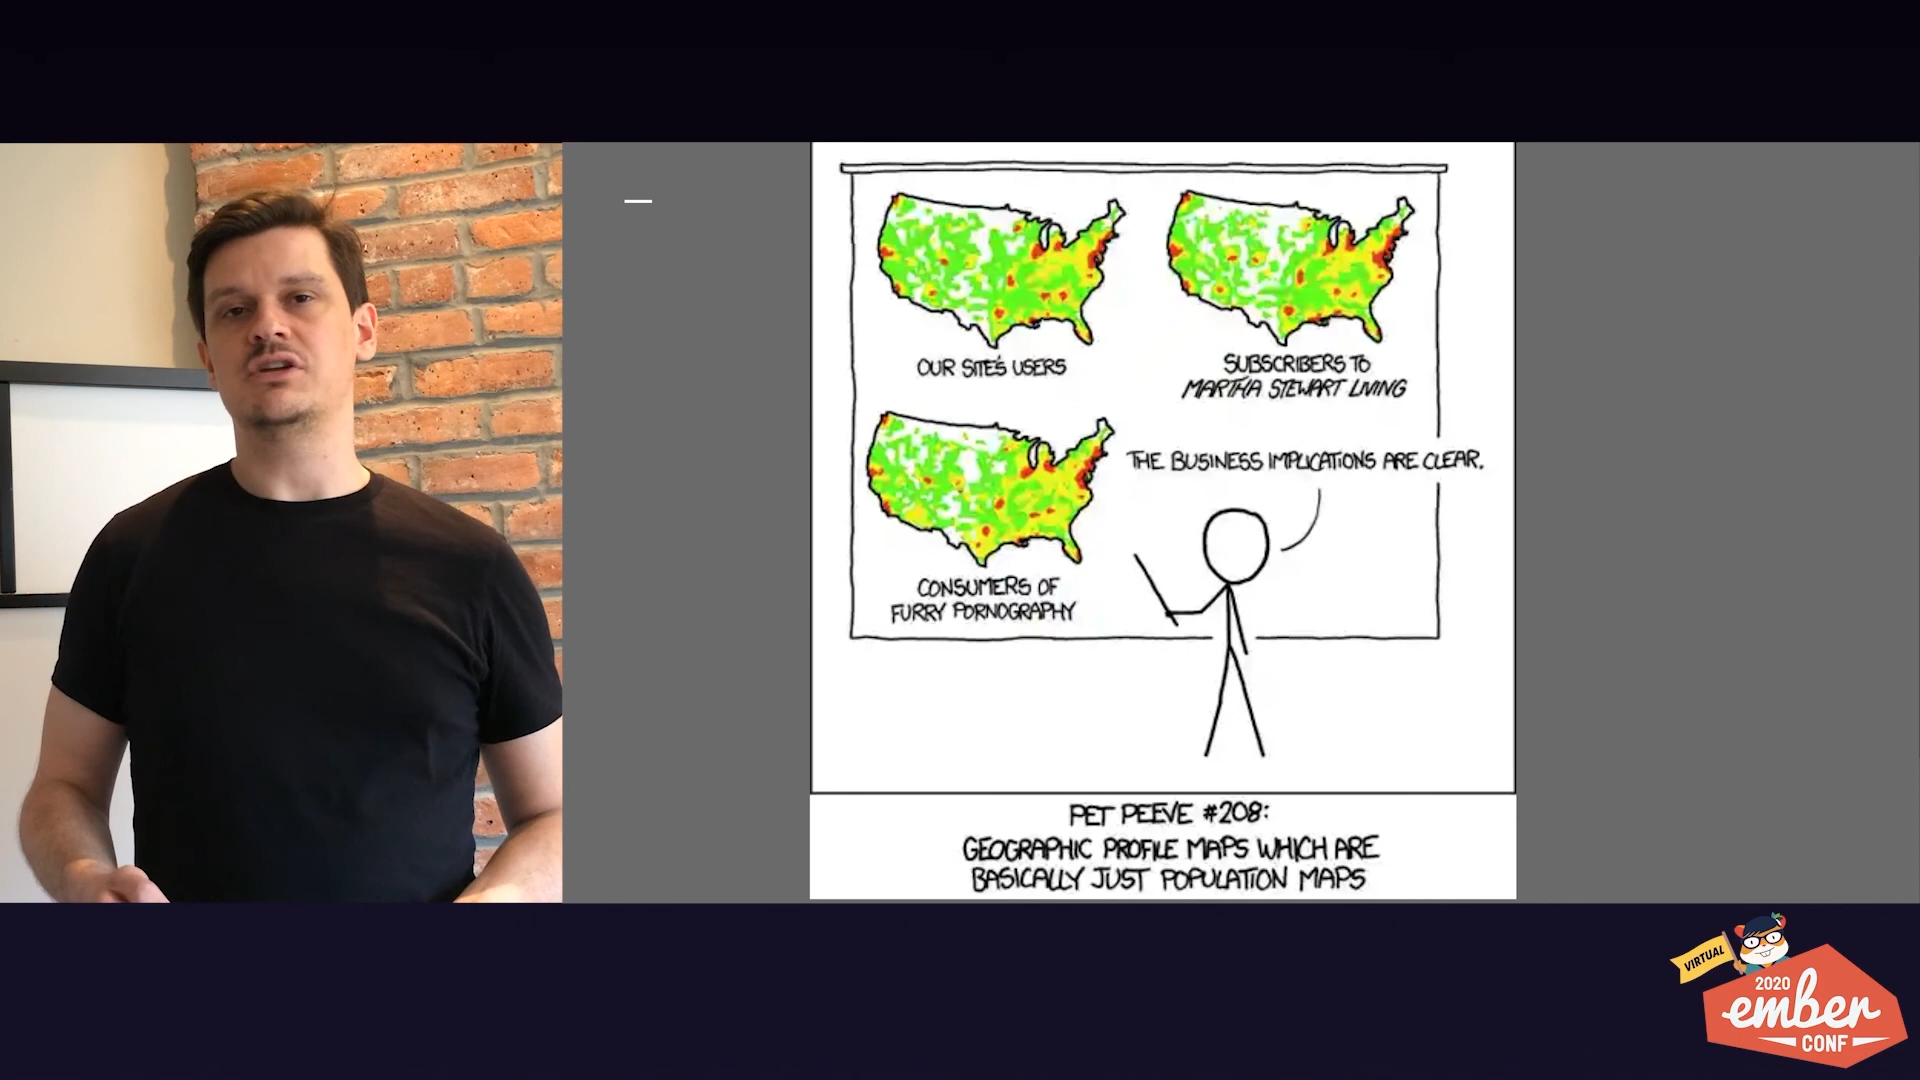 OUR SITE'S USERS
SUBSCRIBERS TO
MARTHA STEWART LIVING
THE BUSINESS IMPLICATIONS ARE CLEAR.
CONSUMERS OF
FURRY PORNOGRAPHY
PET PEEVE #208:
GEOGRAPHIC PROFILE MAPS WHICH ARE
BASICALLY JUST POPULATION MAPS
VIRTUAL
2020
ember
CONF